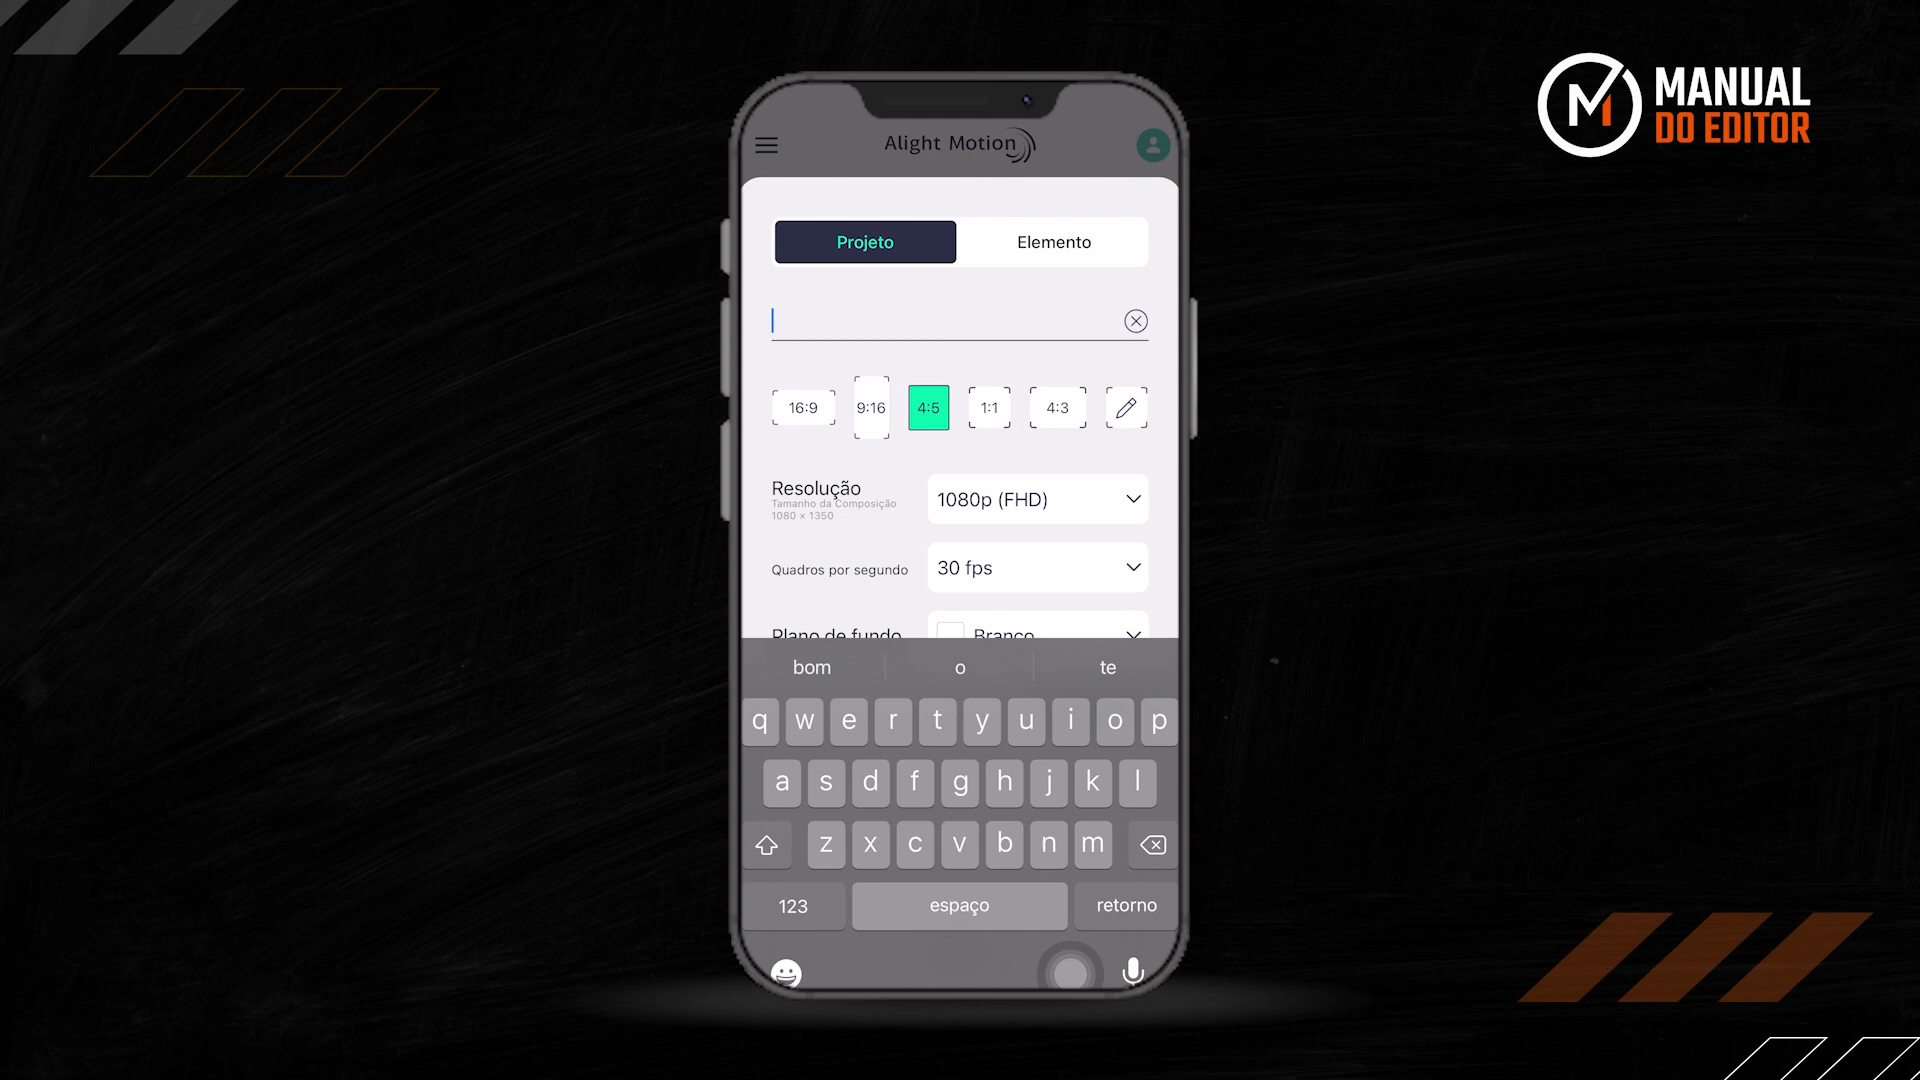 MANUAL
DO EDITOR
Alight Motion
Projeto Elemento
16:9 9:16 4:5 1:1 4:3
Resolução
Tamanho da Composição
1080 × 1350
1080p (FHD)
Quadros por segundo 30 fps
Plano de fundo Branco
bom o te
q w e r t y u i o p
a s d f g h j k l
z x c v b n m
123 espaço retorno